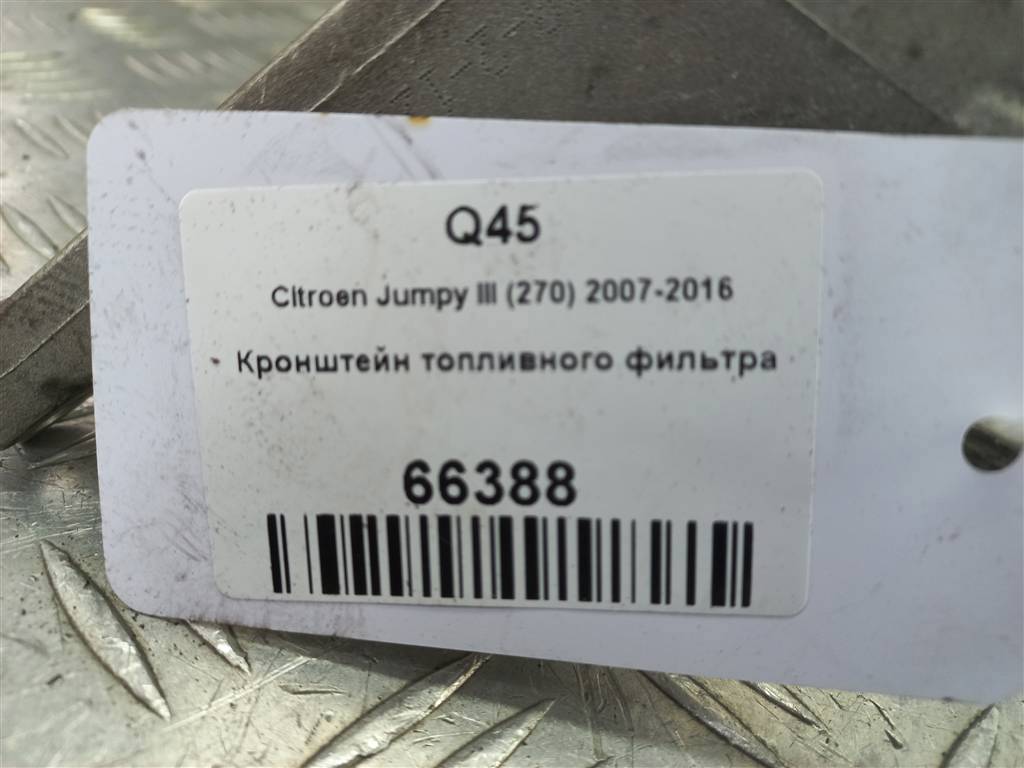 Q45
Citroen Jumpy III (270) 2007-2016
Кронштейн топливного фильтра
66388